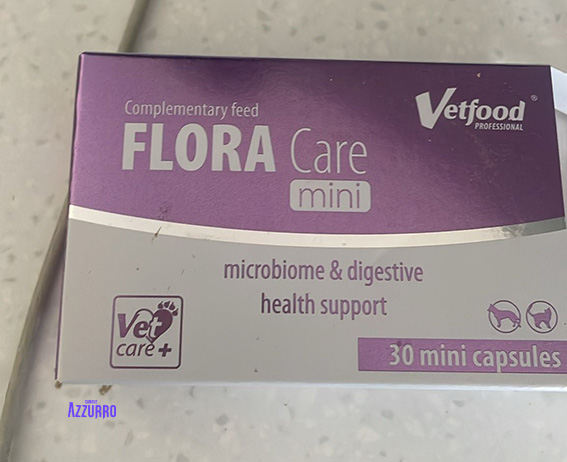 Complementary feed
FLORA Care
mini
Vetfood®
PROFESSIONAL
microbiome & digestive
health support
Vet
care+
30 mini capsules
AZZURRO